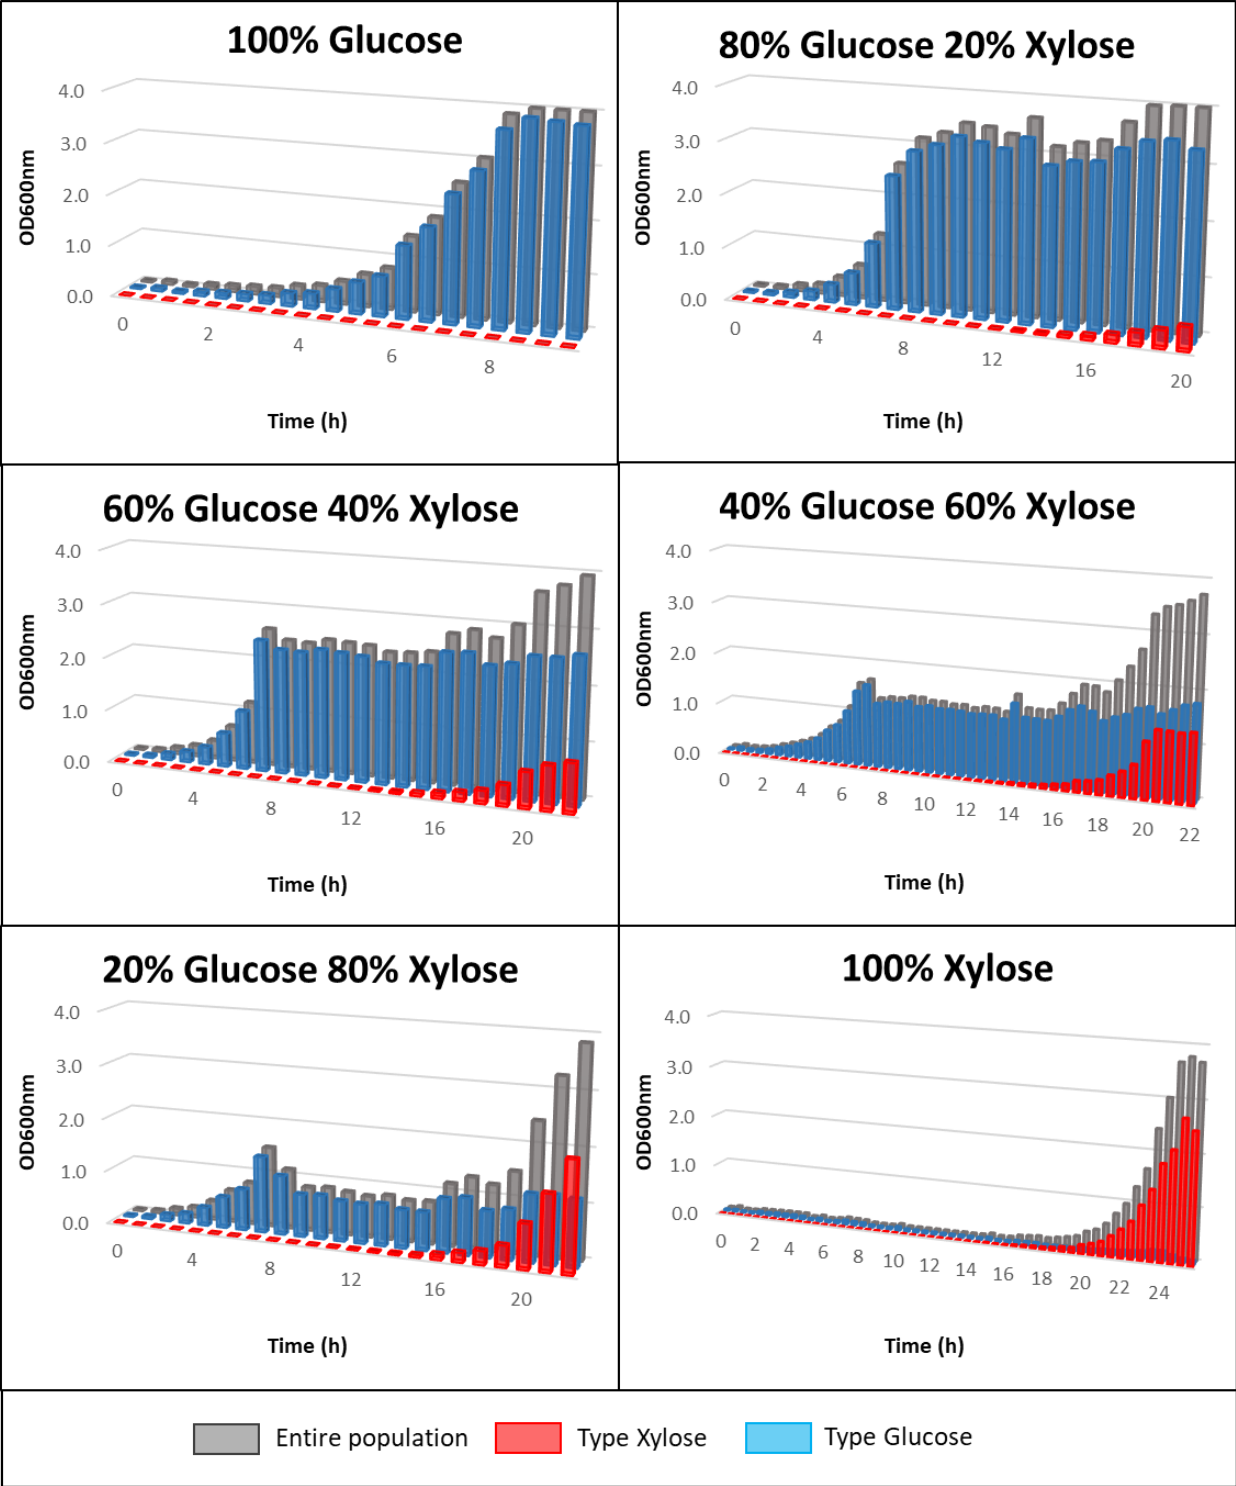 100% Glucose
4.0
3.0
2.0
1.0
0.0
OD600nm
0 2 4 6 8
Time (h)
80% Glucose 20% Xylose
4.0
3.0
2.0
1.0
0.0
OD600nm
0 4 8 12 16 20
Time (h)
60% Glucose 40% Xylose
4.0
3.0
2.0
1.0
0.0
OD600nm
0 4 8 12 16 20
Time (h)
40% Glucose 60% Xylose
4.0
3.0
2.0
1.0
0.0
OD600nm
0 2 4 6 8 10 12 14 16 18 20 22
Time (h)
20% Glucose 80% Xylose
4.0
3.0
2.0
1.0
0.0
OD600nm
0 4 8 12 16 20
Time (h)
100% Xylose
4.0
3.0
2.0
1.0
0.0
OD600nm
0 2 4 6 8 10 12 14 16 18 20 22 24
Time (h)
Entire population Type Xylose Type Glucose